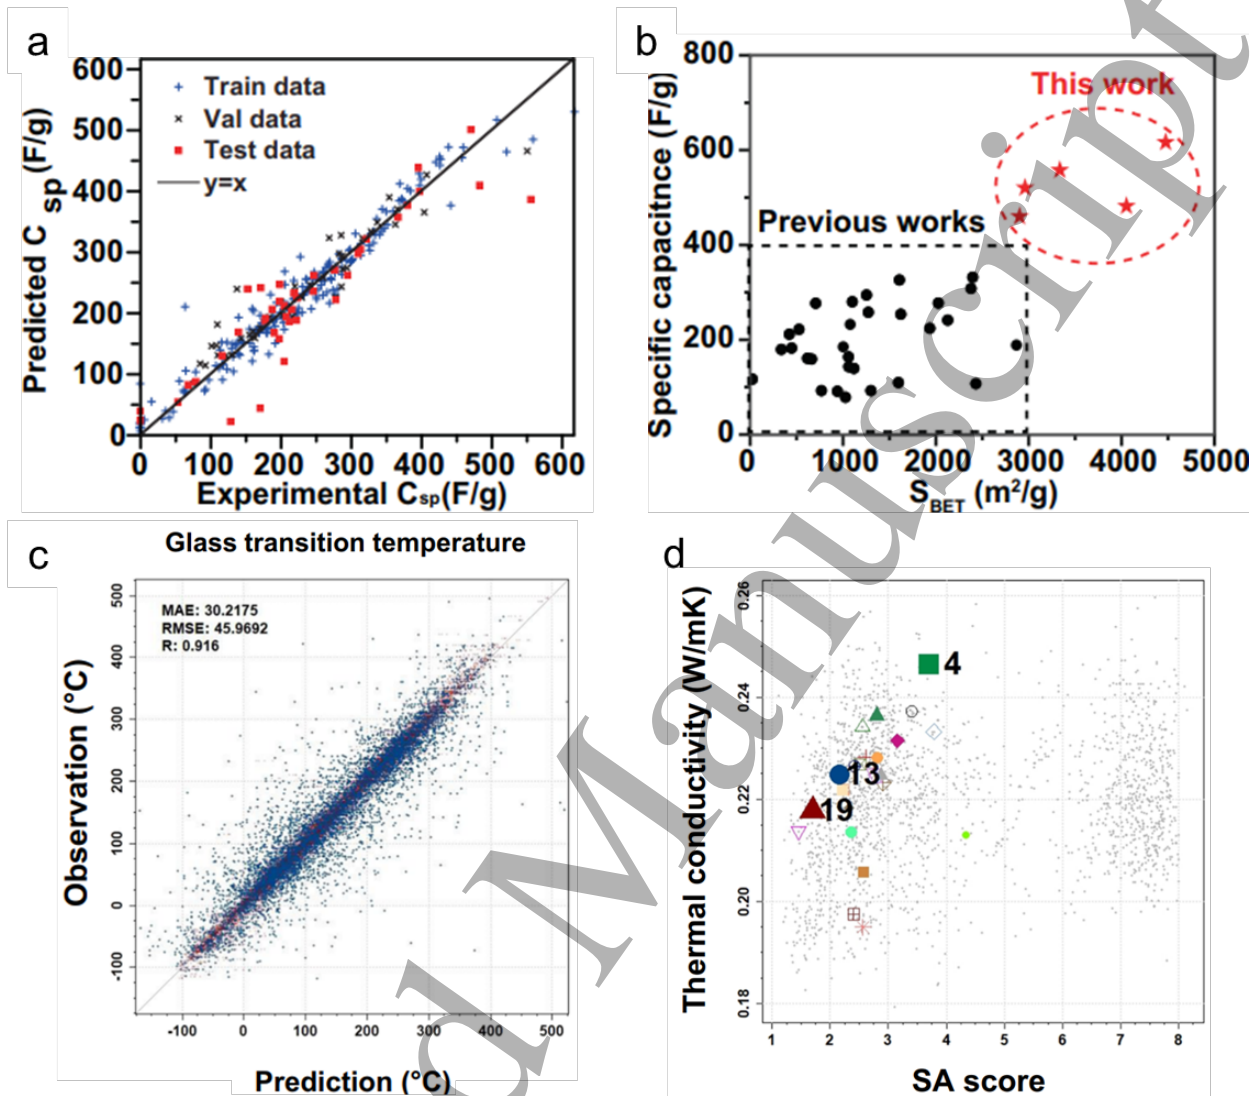 a
600
500
400
300
200
100
0
Predicted C sp (F/g)
Train data
Val data
Test data
y=x
0 100 200 300 400 500 600
Experimental Csp(F/g)
b
800
600
400
200
0
Specific capacitnce (F/g)
This work
Previous works
0 1000 2000 3000 4000 5000
SBET (m²/g)
c
Glass transition temperature
MAE: 30.2175
RMSE: 45.9692
R: 0.916
500
400
300
200
100
0
-100
Observation (°C)
-100 0 100 200 300 400 500
Prediction (°C)
d
0.26
0.24
0.22
0.20
0.18
Thermal conductivity (W/mK)
4
13
19
1 2 3 4 5 6 7 8
SA score
d Manuscript